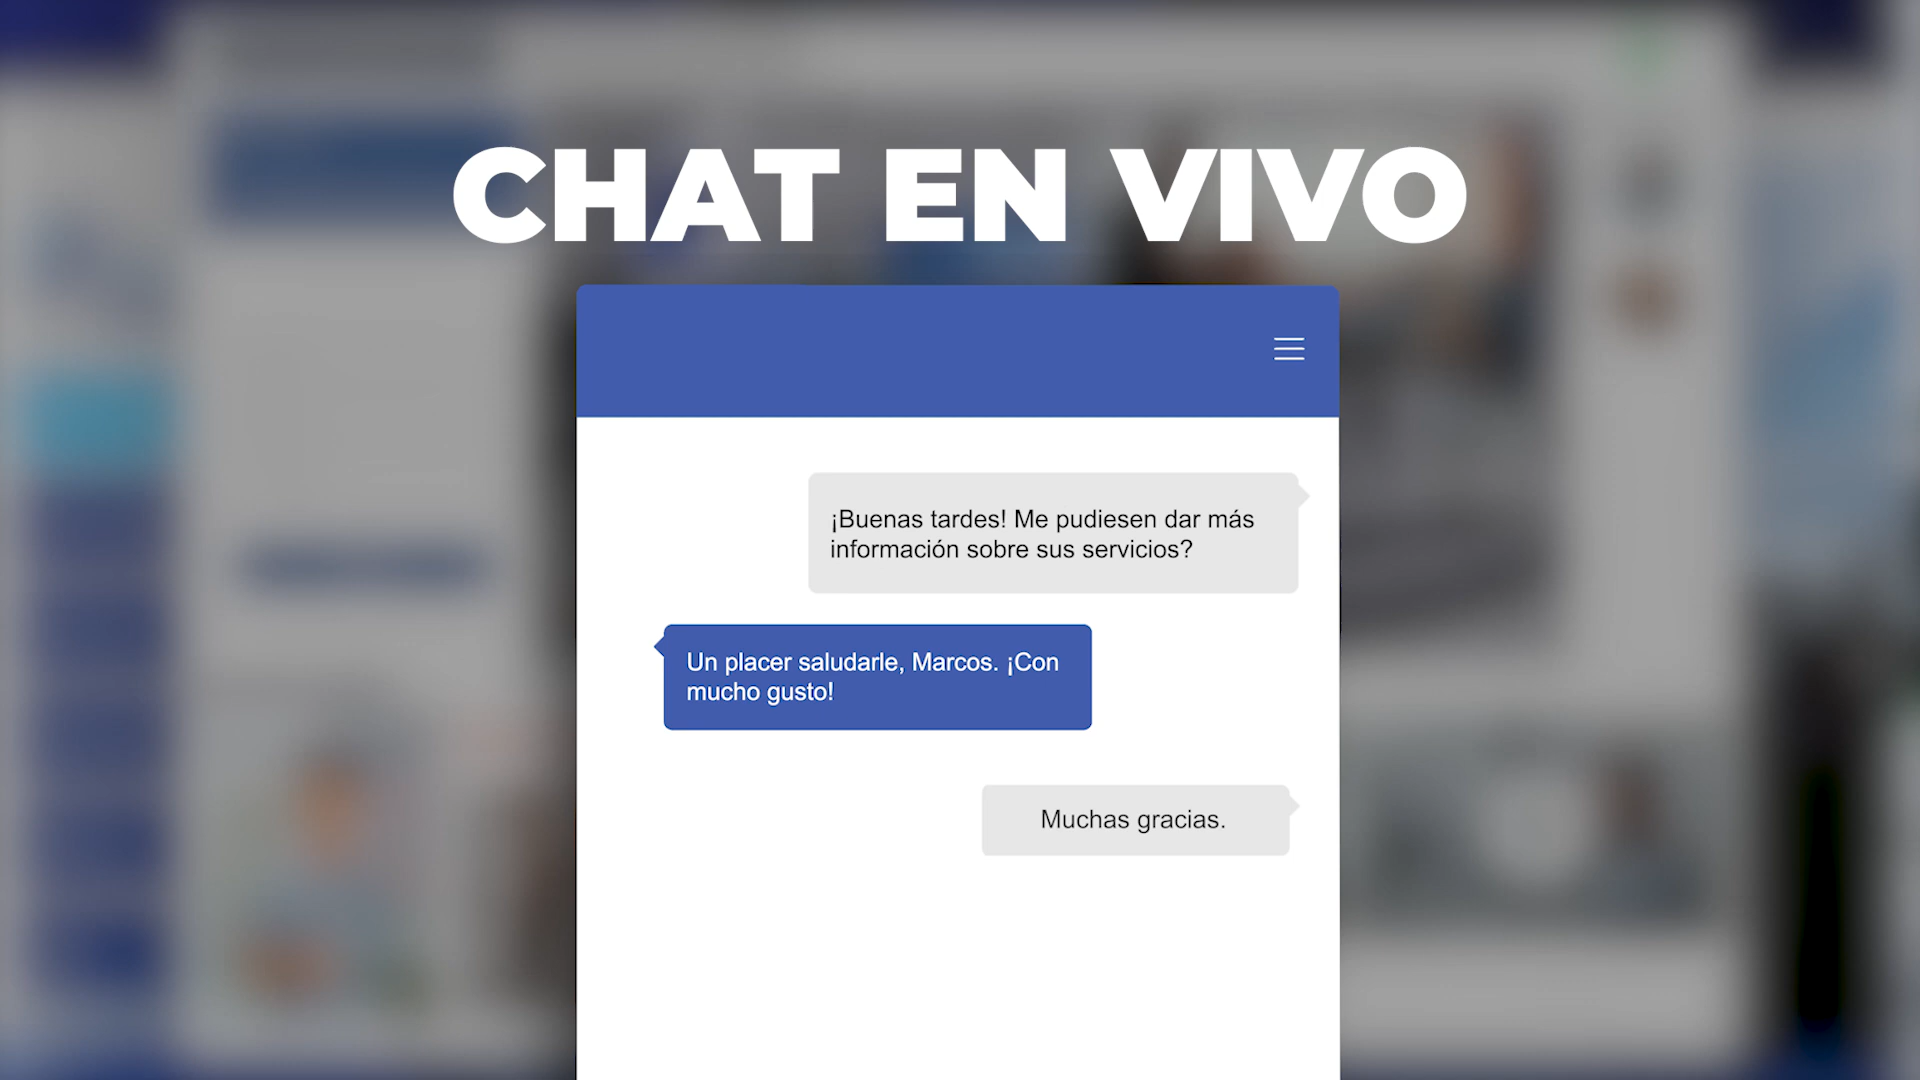 CHAT EN VIVO
¡Buenas tardes! Me pudiesen dar más
información sobre sus servicios?
Un placer saludarle, Marcos. ¡Con
mucho gusto!
Muchas gracias.